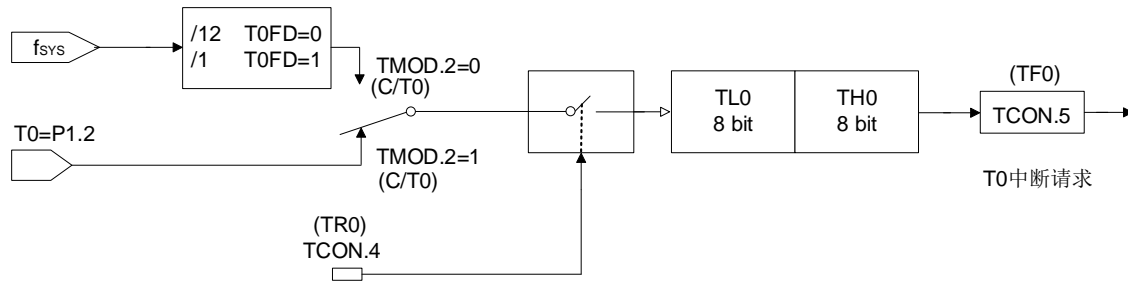 fSYS
/12 T0FD=0
/1 T0FD=1
TMOD.2=0
(C/T0)
T0=P1.2
TMOD.2=1
(C/T0)
(TR0)
TCON.4
TL0
8 bit
TH0
8 bit
(TF0)
TCON.5
T0中断请求